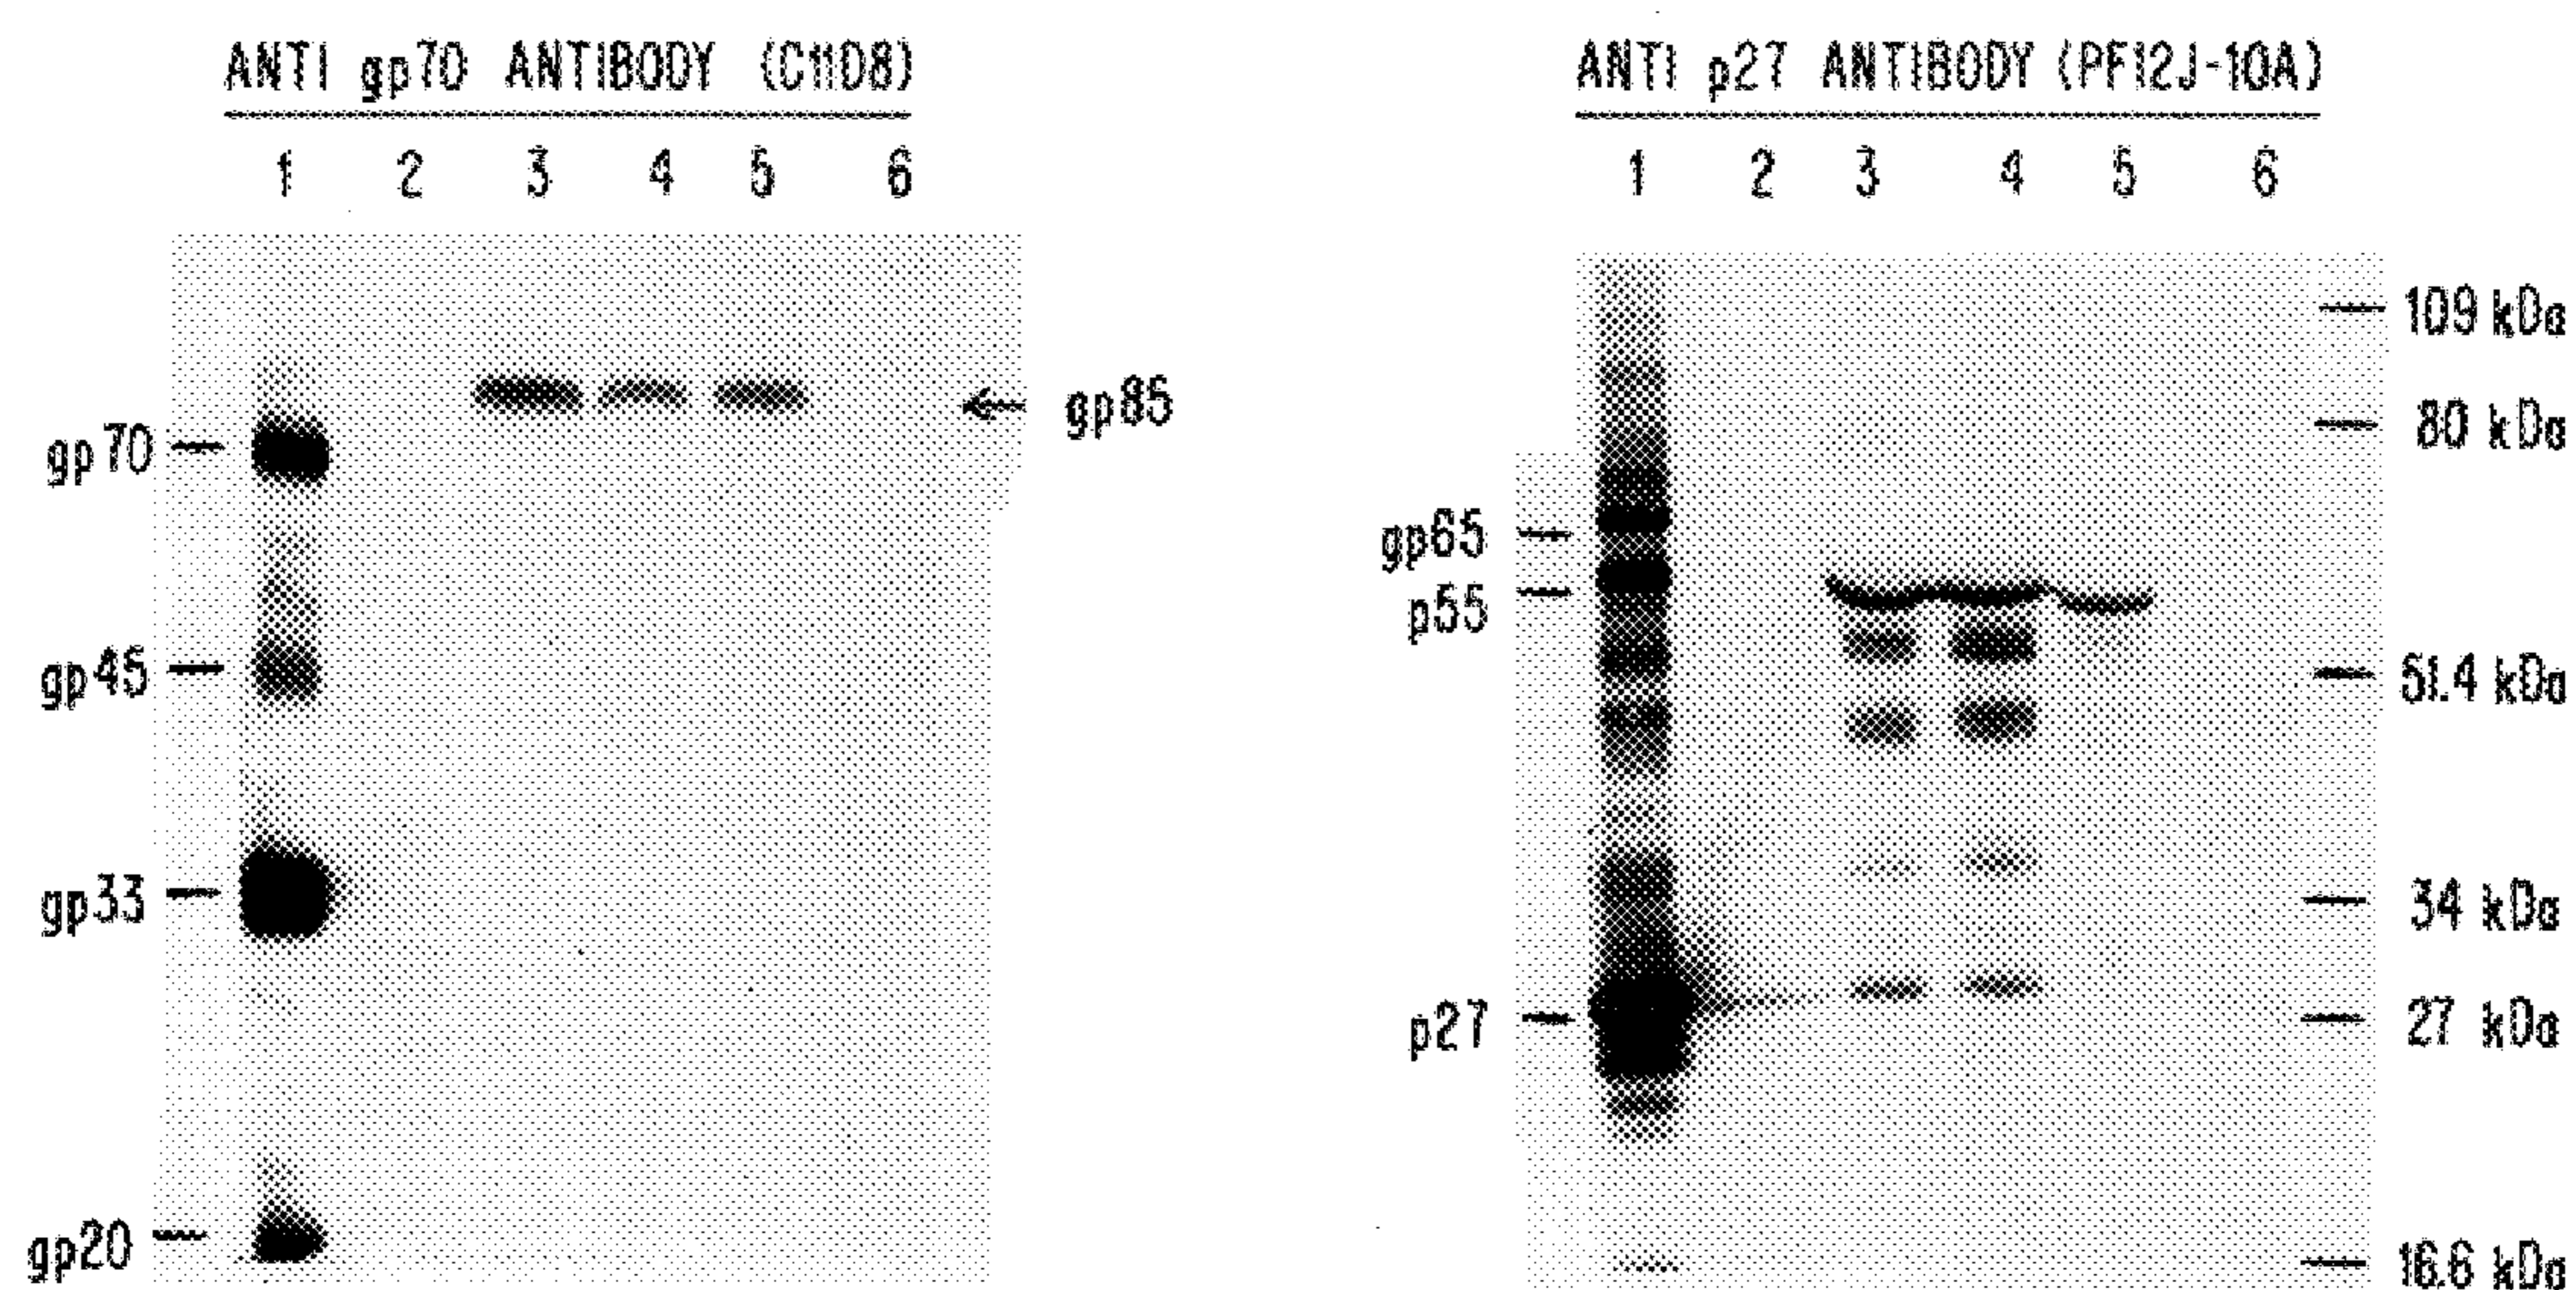 ANTI gp70 ANTIBODY (C11D8)
1 2 3 4 5 6
gp70
gp45
gp33
gp20
gp85
ANTI p27 ANTIBODY (PF12J-10A)
1 2 3 4 5 6
gp65
p55
p27
109 kDa
80 kDa
51.4 kDa
34 kDa
27 kDa
16.6 kDa